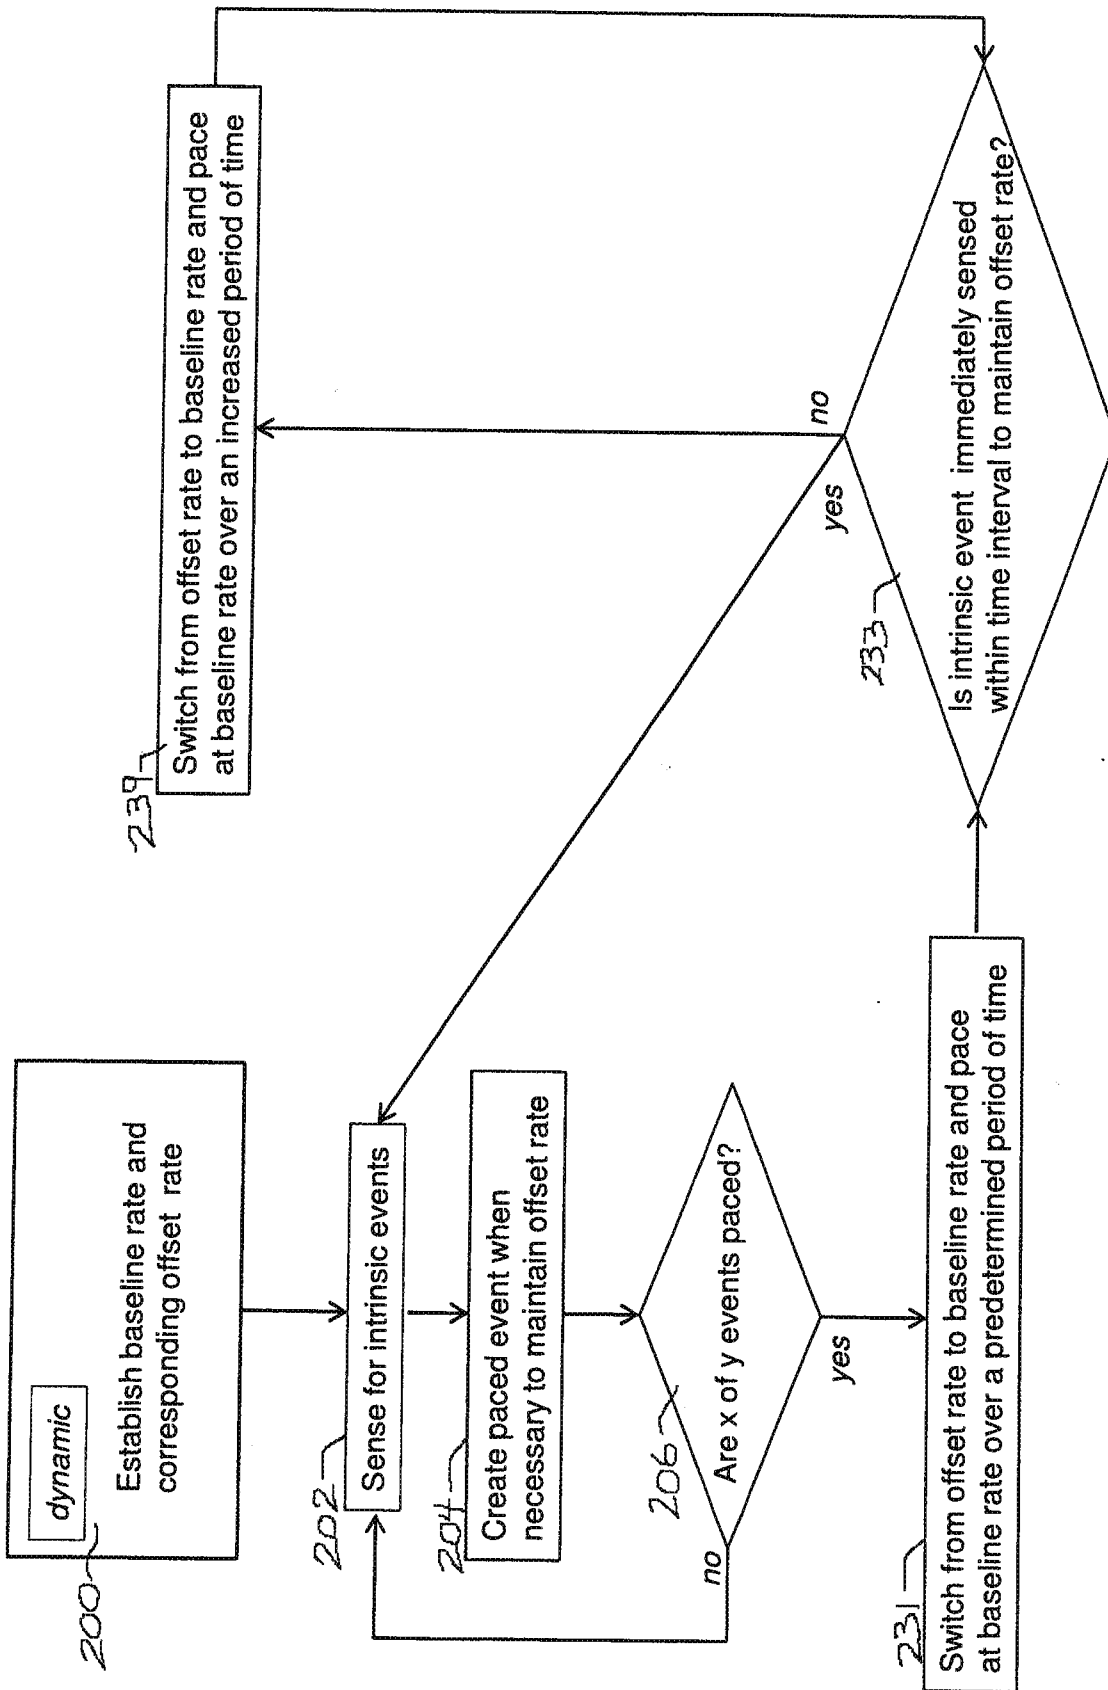 200
dynamic
Establish baseline rate and
corresponding offset rate
202
Sense for intrinsic events
204
Create paced event when
necessary to maintain offset rate
206
Are x of y events paced?
no
yes
231
Switch from offset rate to baseline rate and pace
at baseline rate over a predetermined period of time
233
Is intrinsic event immediately sensed
within time interval to maintain offset rate?
yes
no
239
Switch from offset rate to baseline rate and pace
at baseline rate over an increased period of time